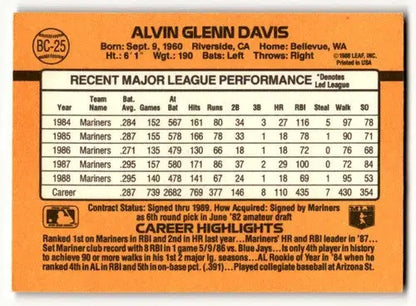 BC-25
ALVIN GLENN DAVIS
Born: Sept. 9, 1960 Riverside, CA Home: Bellevue, WA
Ht.: 6'1" Wgt.: 190 Bats: Left Throws: Right
©1988 LEAF, INC.
Printed in USA
RECENT MAJOR LEAGUE PERFORMANCE *Denotes Led League
Year Team Name Bat. Avg. Games At Bat Hits Runs 2B 3B HR RBI Steal Walk SO
1984 Mariners .284 152 567 161 80 34 3 27 116 5 97 78
1985 Mariners .287 155 578 166 78 33 1 18 78 1 90 71
1986 Mariners .271 135 479 130 66 18 1 18 72 0 76 68
1987 Mariners .295 157 580 171 86 37 2 29 100 0 72 84
1988 Mariners .295 140 478 141 67 24 1 18 69 1 95 53
Career .287 739 2682 769 377 146 8 110 435 7 430 354
Contract Status: Signed thru 1989. How Acquired: Signed by Mariners
as 6th round pick in June '82 amateur draft
CAREER HIGHLIGHTS
Ranked 1st on Mariners in RBI and 2nd in HR last year...Mariners' HR and RBI leader in '87...
Set Mariner club record with 8 RBI in 1 game 5/9/86 vs. Blue Jays...Is only 4th player in history
to achieve 90 or more walks in his 1st 2 major lg. seasons...AL Rookie of Year in '84 when he
ranked 4th in AL in RBI and 5th in on-base pct. (.391)...Played collegiate baseball at Arizona St.